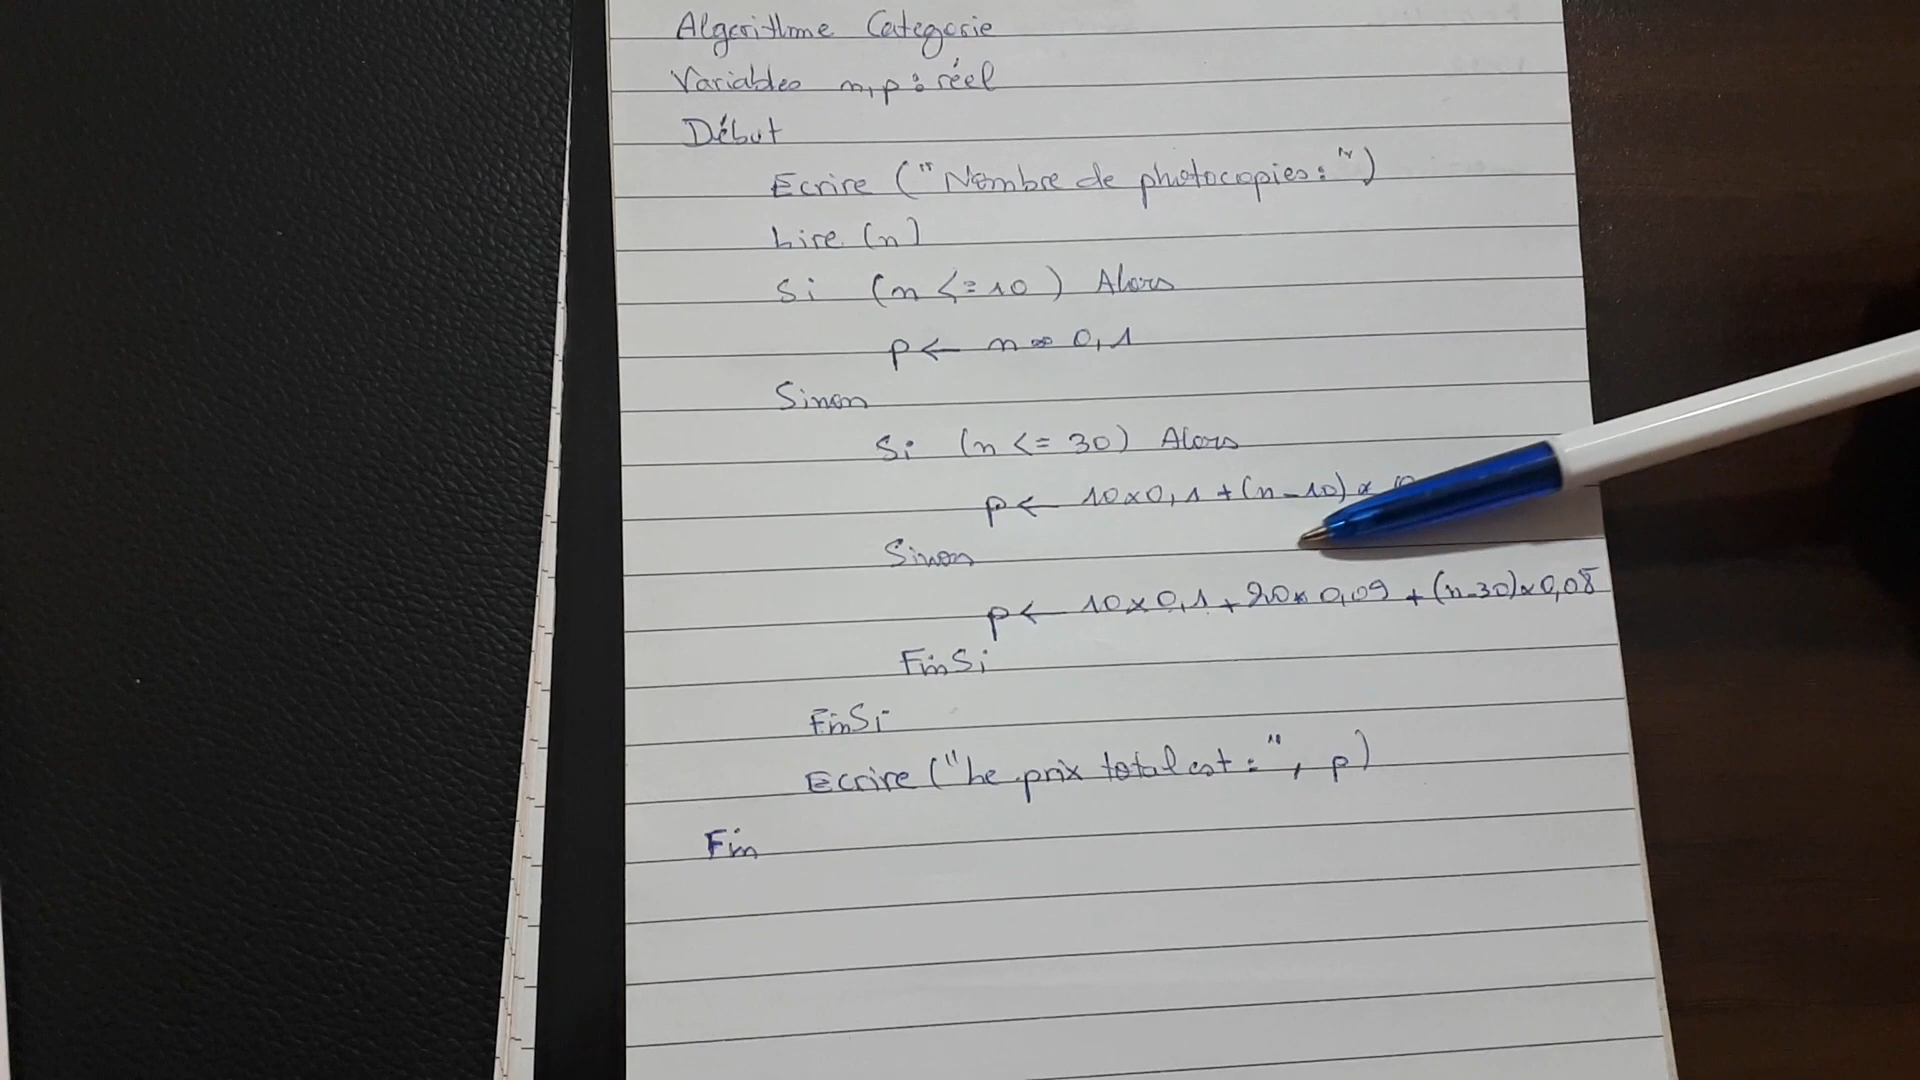 Algorithme Categorie
Variables n, p : réel
Début
Ecrire ("Nombre de photocopies : ")
Lire (n)
Si (n <= 10) Alors
p ← n * 0,1
Sinon
Si (n <= 30) Alors
p ← 10 x 0,1 + (n - 10) *
Sinon
p ← 10 x 0,1 + 20 * 0,09 + (n-30) * 0,08
FinSi
FinSi
Ecrire ("Le prix total est : ", p)
Fin